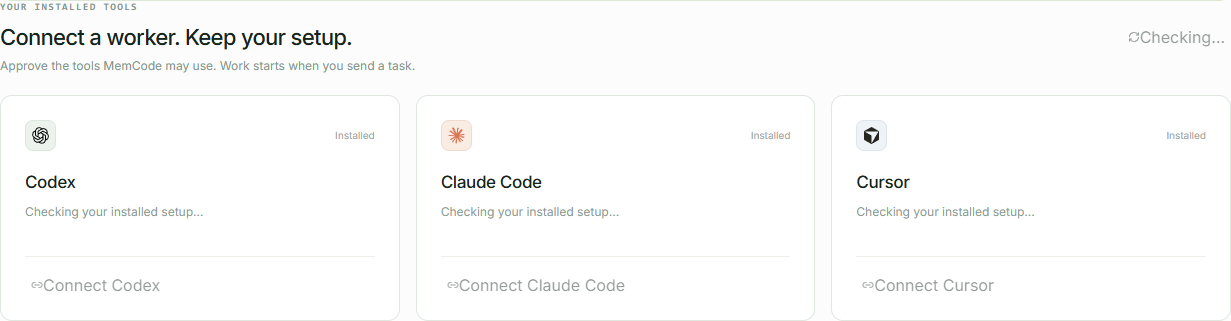 YOUR INSTALLED TOOLS
Connect a worker. Keep your setup.
Checking...
Approve the tools MemCode may use. Work starts when you send a task.
Installed
Codex
Checking your installed setup...
Connect Codex
Installed
Claude Code
Checking your installed setup...
Connect Claude Code
Installed
Cursor
Checking your installed setup...
Connect Cursor